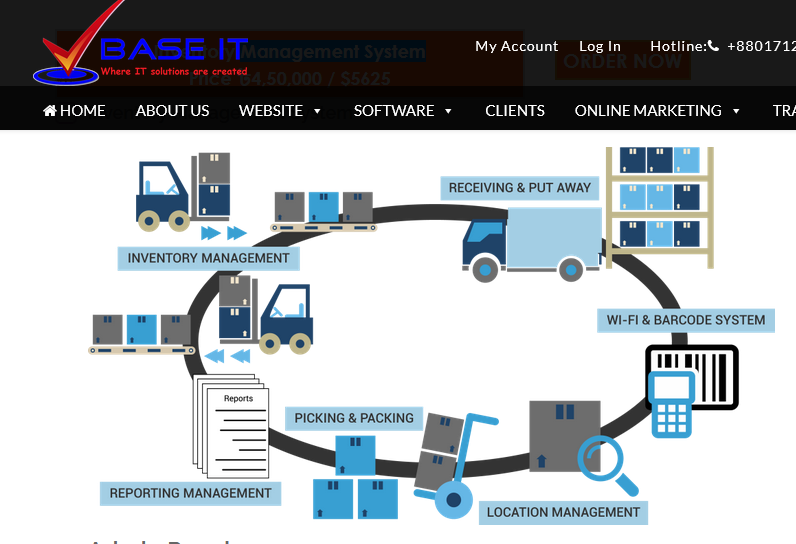 Inventory Management System
BASE IT
Where IT solutions are created
Price ৳4,50,000 / $5625
ORDER NOW
My Account Log In Hotline: +8801712
HOME ABOUT US WEBSITE SOFTWARE CLIENTS ONLINE MARKETING TRA
RECEIVING & PUT AWAY
INVENTORY MANAGEMENT
WI-FI & BARCODE SYSTEM
Reports
PICKING & PACKING
REPORTING MANAGEMENT
LOCATION MANAGEMENT